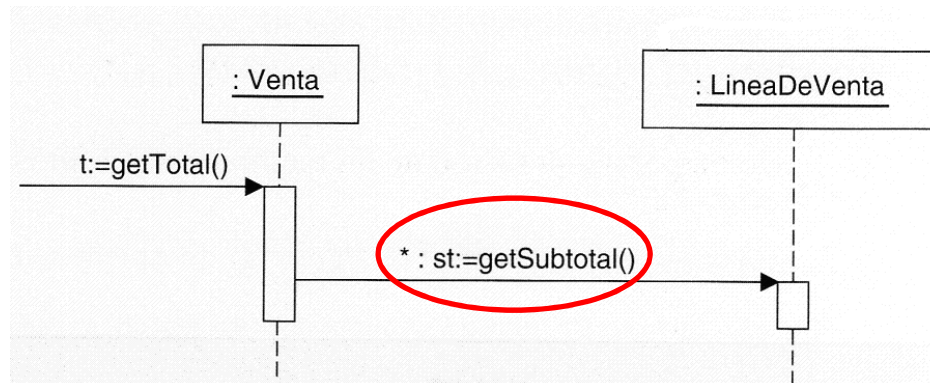 : Venta
: LineaDeVenta
t:=getTotal()
* : st:=getSubtotal()